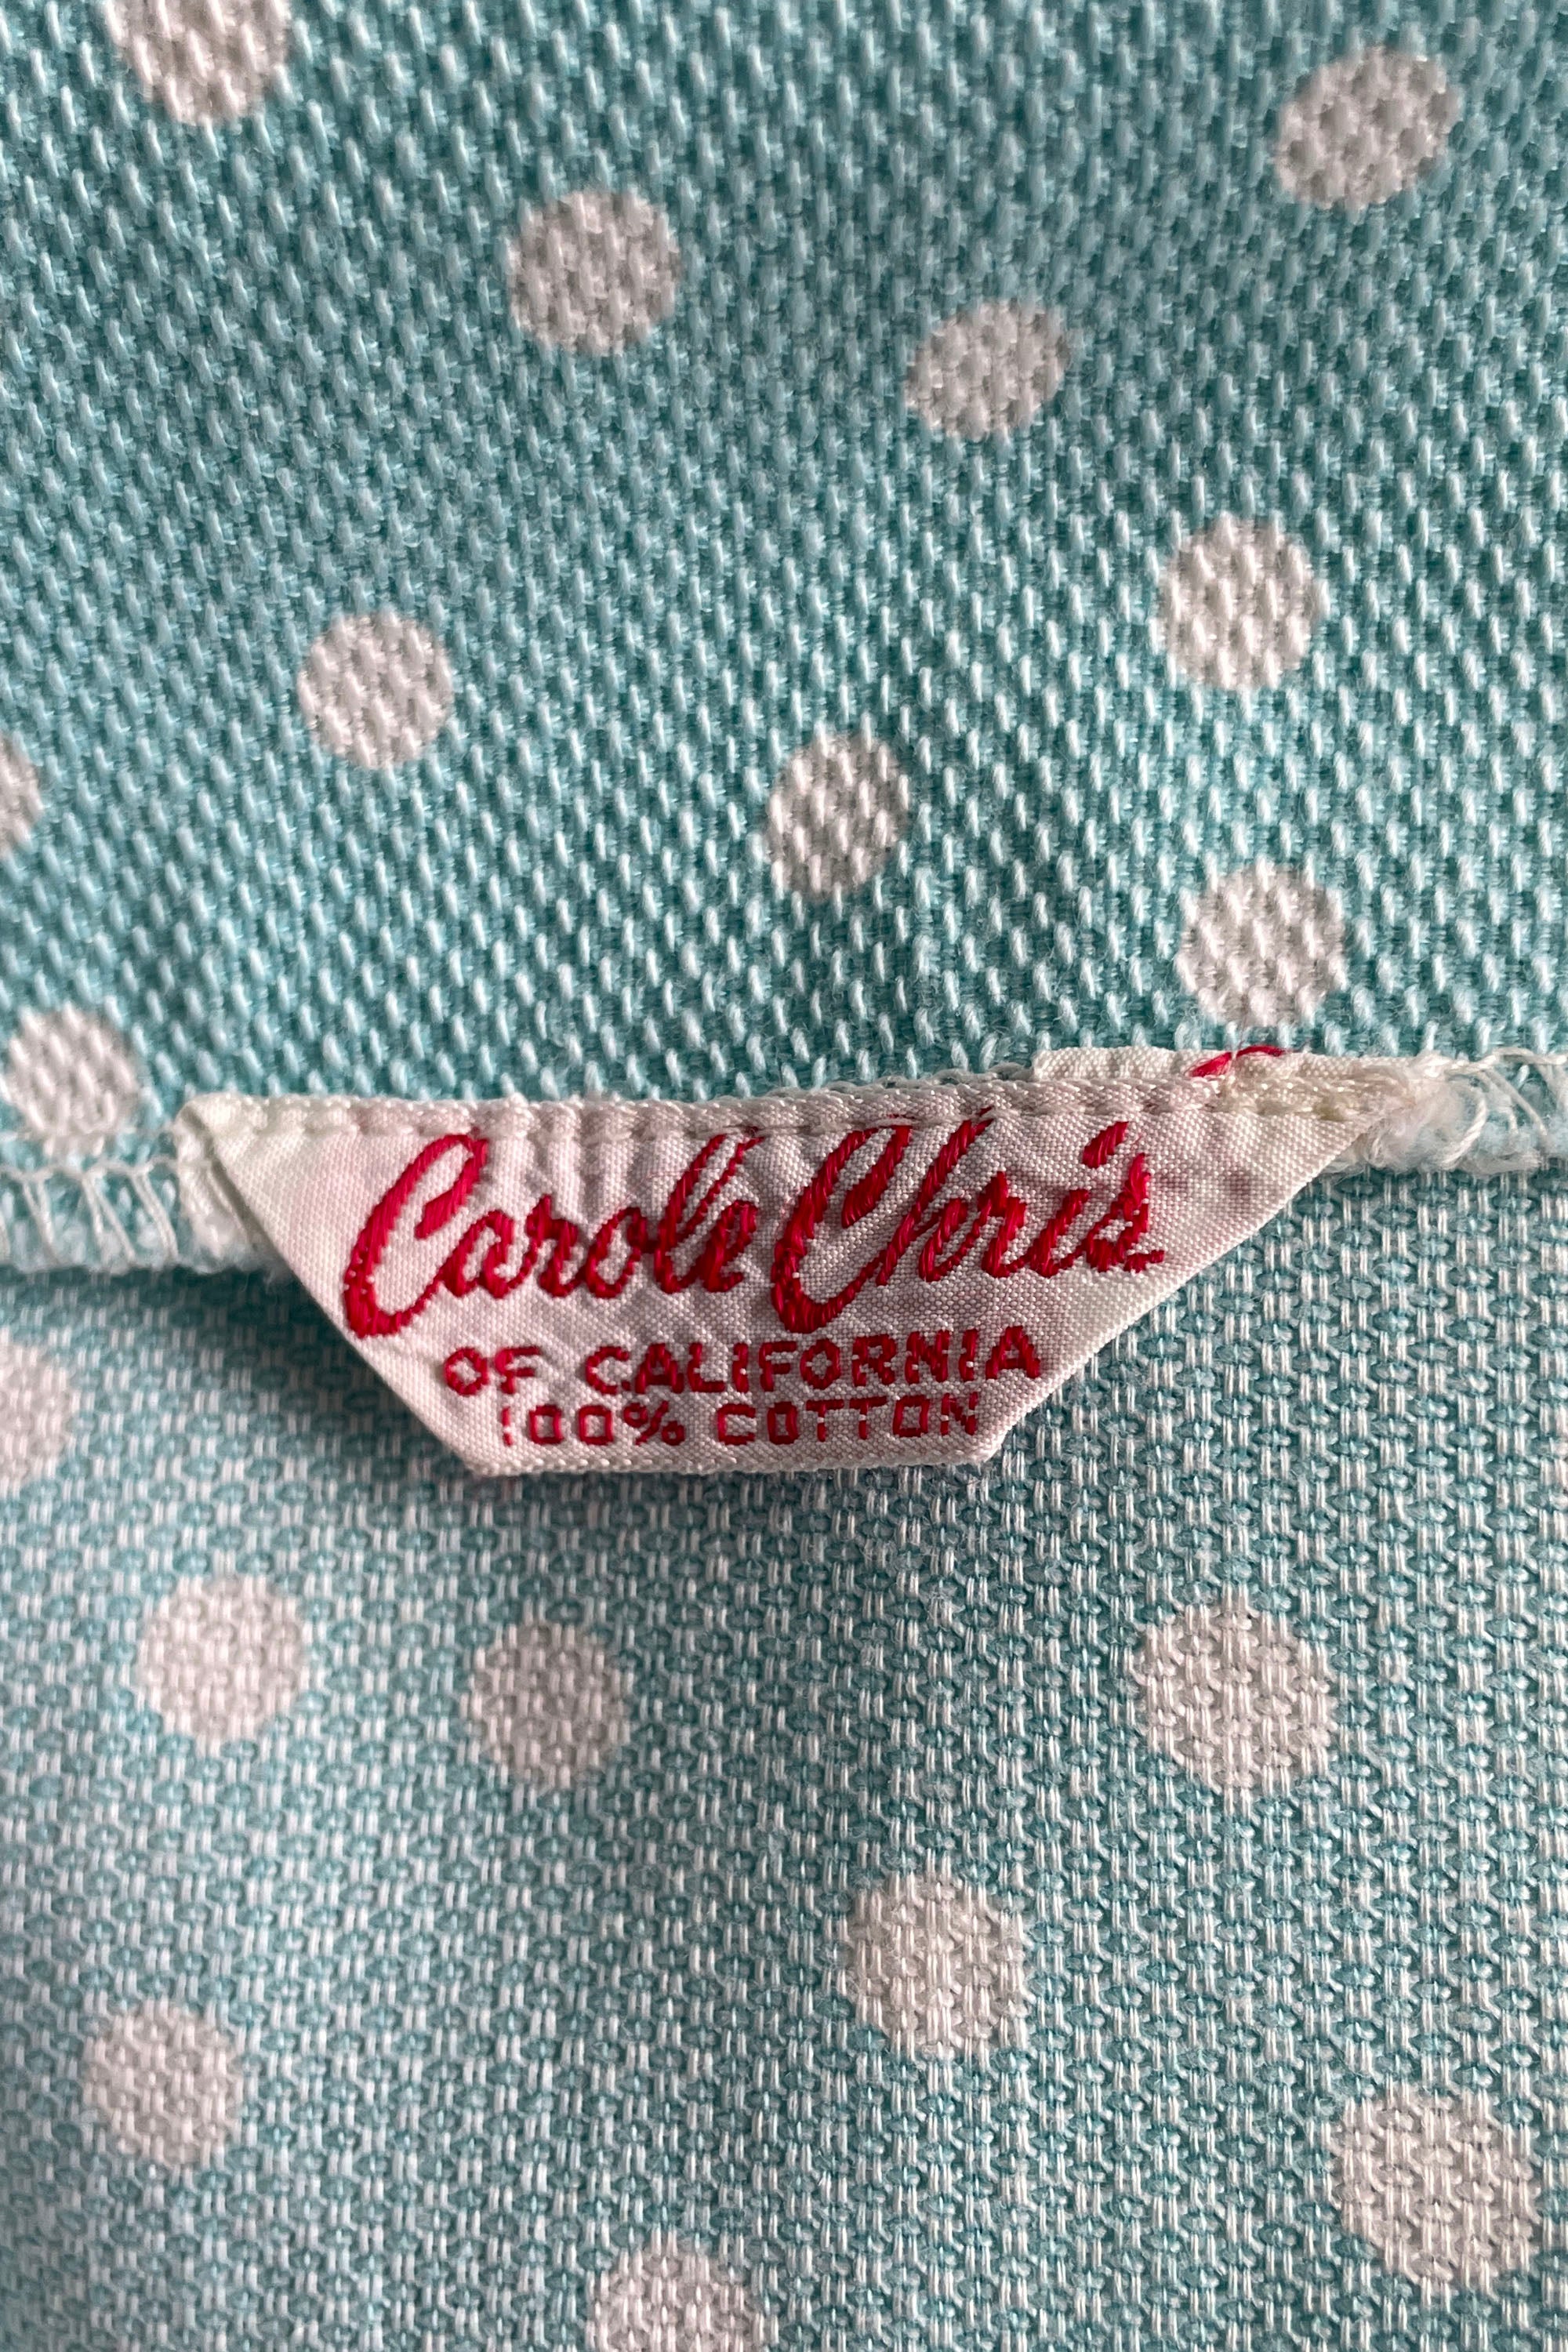 Carole Chris
OF CALIFORNIA
100% COTTON